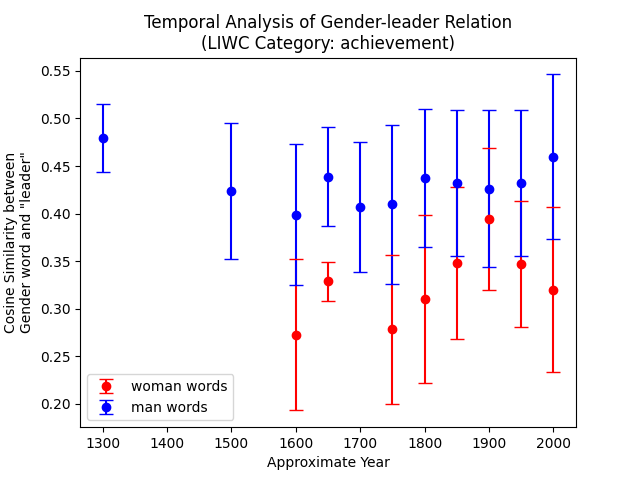 Temporal Analysis of Gender-leader Relation
(LIWC Category: achievement)
Cosine Similarity between
Gender word and "leader"
0.55
0.50
0.45
0.40
0.35
0.30
0.25
0.20
woman words
man words
1300 1400 1500 1600 1700 1800 1900 2000
Approximate Year